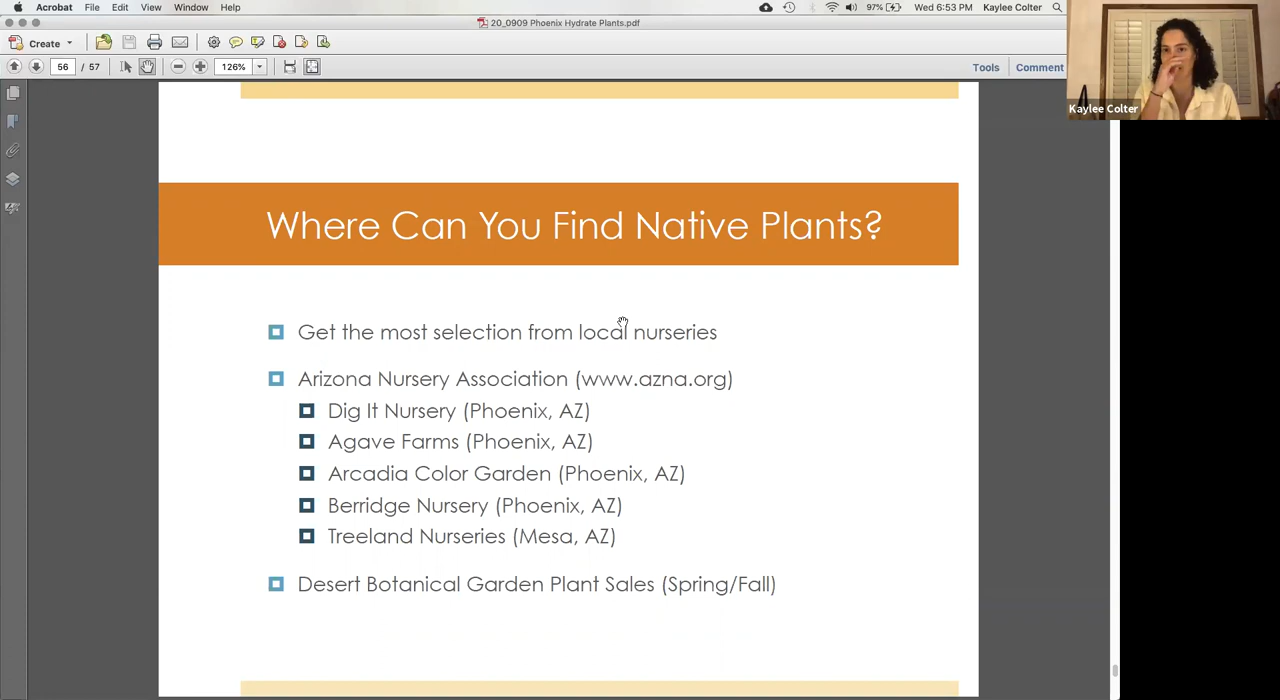 Acrobat File Edit View Window Help 97% Wed 6:53 PM Kaylee Colter
20_0909 Phoenix Hydrate Plants.pdf
Create
56 / 57 126% Tools Comment
Kaylee Colter
Where Can You Find Native Plants?
Get the most selection from local nurseries
Arizona Nursery Association (www.azna.org)
Dig It Nursery (Phoenix, AZ)
Agave Farms (Phoenix, AZ)
Arcadia Color Garden (Phoenix, AZ)
Berridge Nursery (Phoenix, AZ)
Treeland Nurseries (Mesa, AZ)
Desert Botanical Garden Plant Sales (Spring/Fall)